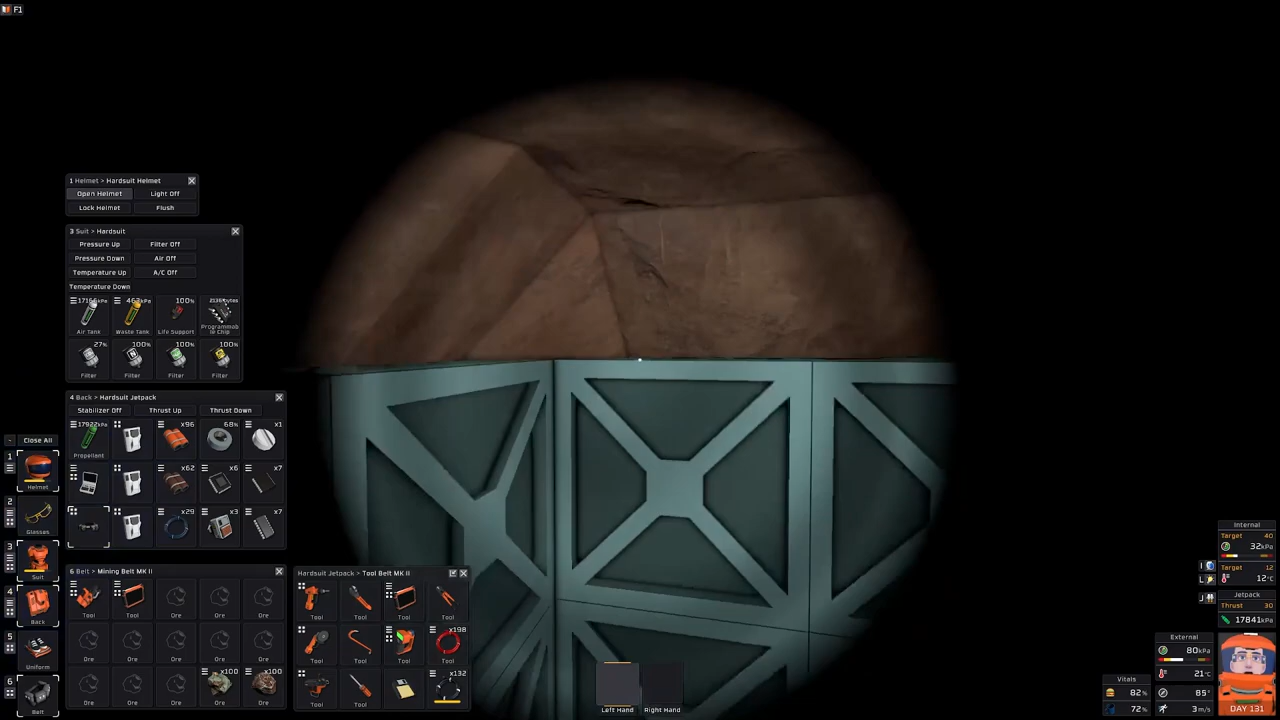 F1
1 Helmet > Hardsuit Helmet
Open Helmet Light Off
Lock Helmet Flush
3 Suit > Hardsuit
Pressure Up Filter Off
Pressure Down Air Off
Temperature Up A/C Off
Temperature Down
17166kPa 463kPa 100%
Air Tank Waste Tank Life Support Programmab le Chip
27% 100% 100% 100%
Filter Filter Filter Filter
4 Back > Hardsuit Jetpack
Stabilizer Off Thrust Up Thrust Down
17922kPa x96 68% x1
Propellant
x62 x6 x7
x29 x3 x7
- Close All
1 Helmet
2 Glasses
3 Suit
4 Back
5 Uniform
6 Belt
6 Belt > Mining Belt MK II
Tool Tool Ore Ore Ore
Ore Ore Ore Ore Ore
x100 x100
Ore Ore Ore Ore Ore
Hardsuit Jetpack > Tool Belt MK II
Tool Tool Tool Tool
x198
Tool Tool Tool Tool
x132
Tool Tool
Left Hand Right Hand
Internal
Target 40
32kPa
Target 12
12°C
Jetpack
Thrust 30
17841kPa
External
80kPa
21°C
Vitals
82% 85°
72% 3m/s
DAY 131